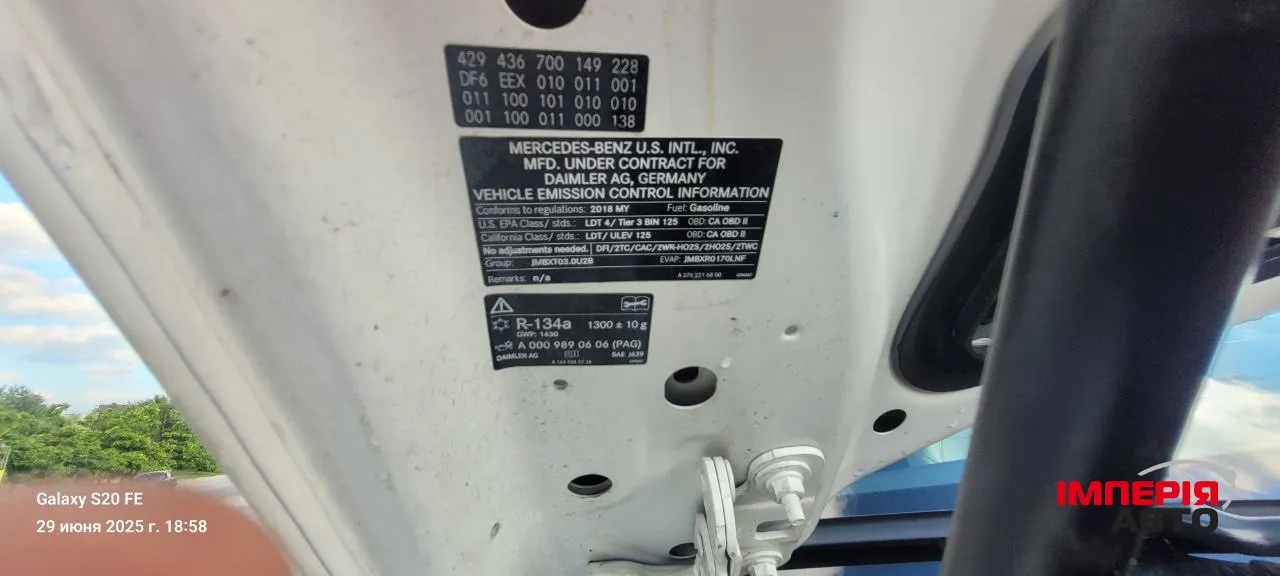 429 436 700 149 228
DF6 EEX 010 011 001
011 100 101 010 010
001 100 011 000 138
MERCEDES-BENZ U.S. INTL., INC.
MFD. UNDER CONTRACT FOR
DAIMLER AG, GERMANY
VEHICLE EMISSION CONTROL INFORMATION
Conforms to regulations: 2018 MY Fuel: Gasoline
U.S. EPA Class/ stds.: LDT 4/ Tier 3 BIN 125 OBD: CA OBD II
California Class/ stds.: LDT/ ULEV 125 OBD: CA OBD II
No adjustments needed. DFI/2TC/CAC/2WR-HO2S/2HO2S/2TWC
Group: JMBXT03.0U2B EVAP: JMBXR0170LNF
Remarks: n/a A 276 221 68 00
R-134a 1300 ± 10 g
GWP: 1430
A 000 989 06 06 (PAG)
DAIMLER AG SAE J639
Galaxy S20 FE
29 июня 2025 г. 18:58
ІМПЕРІЯ
АВТО